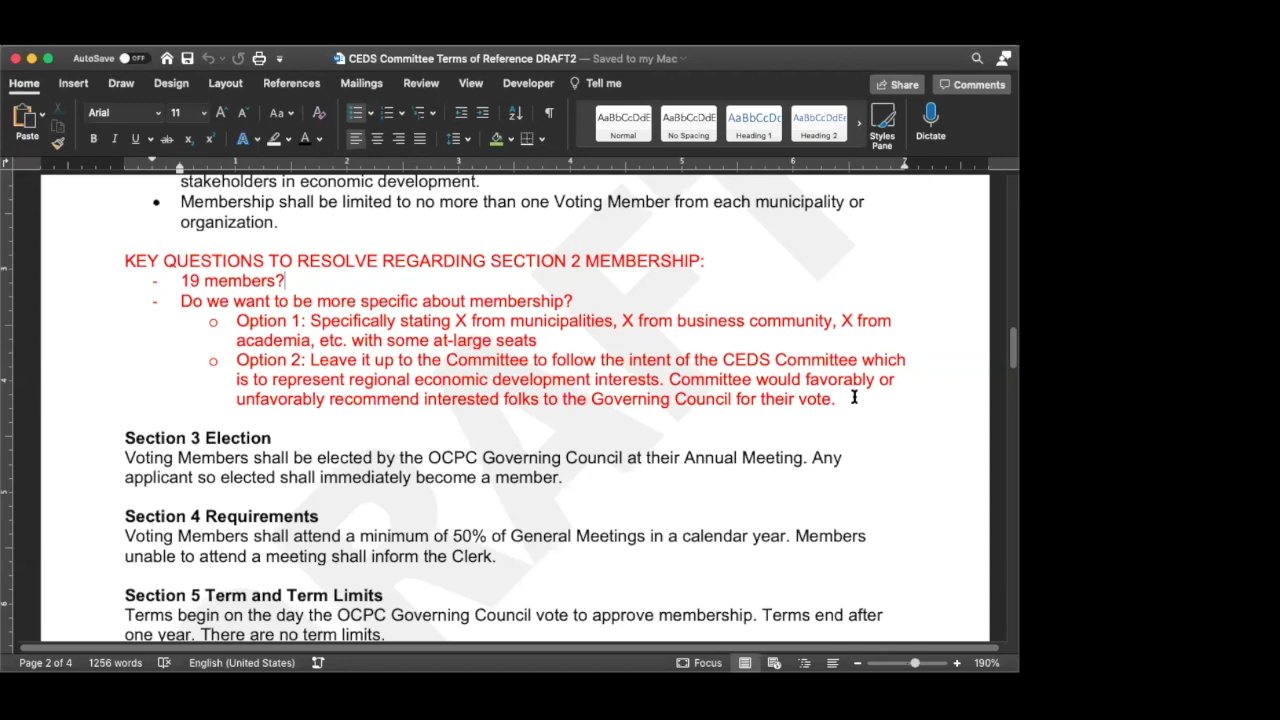 AutoSave OFF CEDS Committee Terms of Reference DRAFT2 — Saved to my Mac
Home Insert Draw Design Layout References Mailings Review View Developer Tell me Share Comments
Paste Arial 11 A A Aa A AaBbCcDdE AaBbCcDdE AaBbCcDc AaBbCcDdEe
Normal No Spacing Heading 1 Heading 2 Styles Pane Dictate
B I U ab x x A A
1 2 3 4 5 6 7
stakeholders in economic development.
• Membership shall be limited to no more than one Voting Member from each municipality or
organization.
KEY QUESTIONS TO RESOLVE REGARDING SECTION 2 MEMBERSHIP:
- 19 members?
- Do we want to be more specific about membership?
o Option 1: Specifically stating X from municipalities, X from business community, X from
academia, etc. with some at-large seats
o Option 2: Leave it up to the Committee to follow the intent of the CEDS Committee which
is to represent regional economic development interests. Committee would favorably or
unfavorably recommend interested folks to the Governing Council for their vote.
Section 3 Election
Voting Members shall be elected by the OCPC Governing Council at their Annual Meeting. Any
applicant so elected shall immediately become a member.
Section 4 Requirements
Voting Members shall attend a minimum of 50% of General Meetings in a calendar year. Members
unable to attend a meeting shall inform the Clerk.
Section 5 Term and Term Limits
Terms begin on the day the OCPC Governing Council vote to approve membership. Terms end after
one year. There are no term limits.
DRAFT
Page 2 of 4 1256 words English (United States) Focus 190%